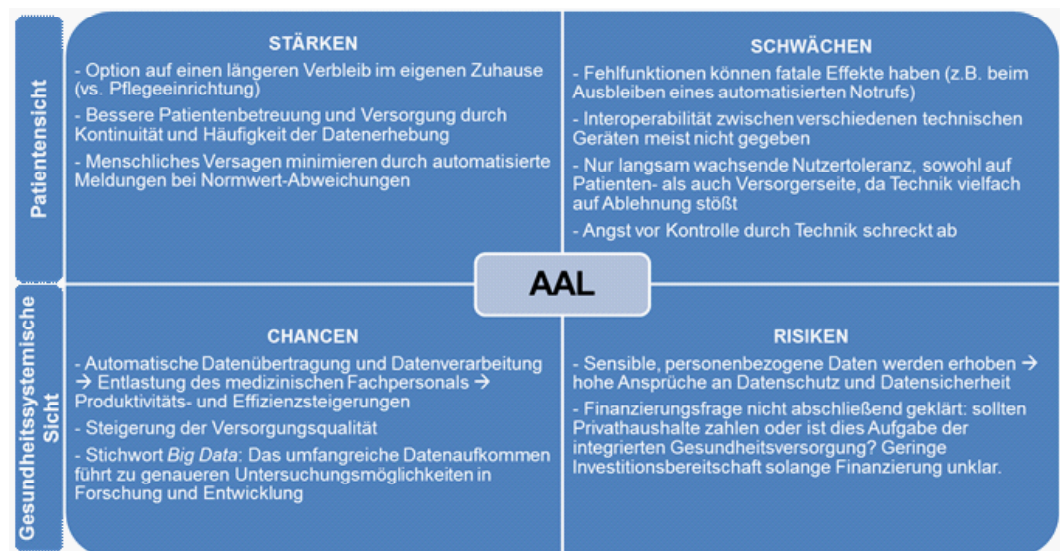 Patientensicht
STÄRKEN
- Option auf einen längeren Verbleib im eigenen Zuhause
(vs. Pflegeeinrichtung)
- Bessere Patientenbetreuung und Versorgung durch
Kontinuität und Häufigkeit der Datenerhebung
- Menschliches Versagen minimieren durch automatisierte
Meldungen bei Normwert-Abweichungen
SCHWÄCHEN
- Fehlfunktionen können fatale Effekte haben (z.B. beim
Ausbleiben eines automatisierten Notrufs)
- Interoperabilität zwischen verschiedenen technischen
Geräten meist nicht gegeben
- Nur langsam wachsende Nutzertoleranz, sowohl auf
Patienten- als auch Versorgerseite, da Technik vielfach
auf Ablehnung stößt
- Angst vor Kontrolle durch Technik schreckt ab
AAL
Gesundheitssystemische
Sicht
CHANCEN
- Automatische Datenübertragung und Datenverarbeitung
→ Entlastung des medizinischen Fachpersonals →
Produktivitäts- und Effizienzsteigerungen
- Steigerung der Versorgungsqualität
- Stichwort Big Data: Das umfangreiche Datenaufkommen
führt zu genaueren Untersuchungsmöglichkeiten in
Forschung und Entwicklung
RISIKEN
- Sensible, personenbezogene Daten werden erhoben →
hohe Ansprüche an Datenschutz und Datensicherheit
- Finanzierungsfrage nicht abschließend geklärt: sollten
Privathaushalte zahlen oder ist dies Aufgabe der
integrierten Gesundheitsversorgung? Geringe
Investitionsbereitschaft solange Finanzierung unklar.